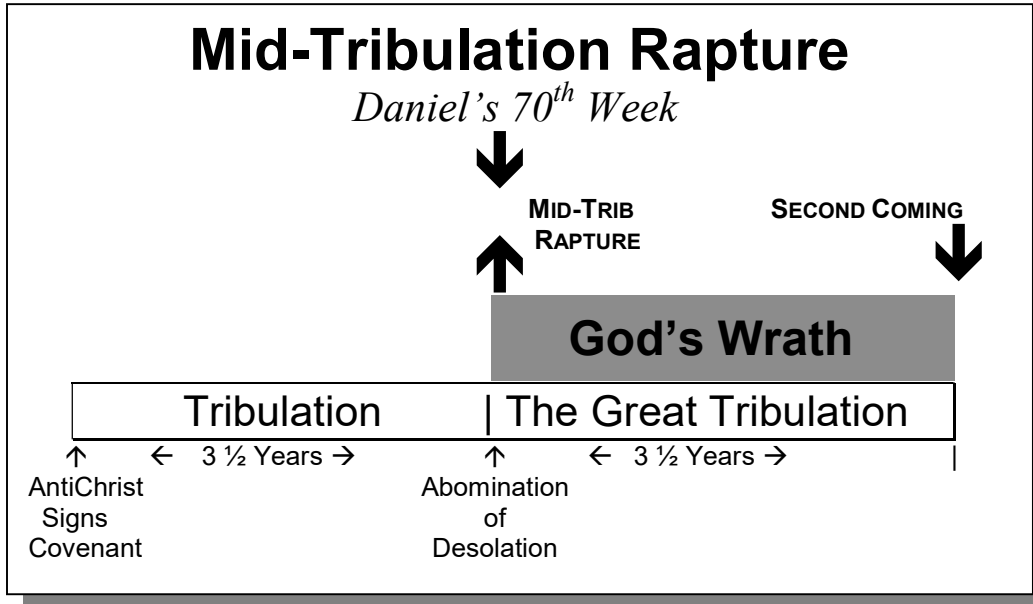 Mid-Tribulation Rapture
Daniel's 70th Week
MID-TRIB
RAPTURE
SECOND COMING
God's Wrath
Tribulation | The Great Tribulation
← 3 ½ Years →
← 3 ½ Years → |
AntiChrist
Signs
Covenant
Abomination
of
Desolation